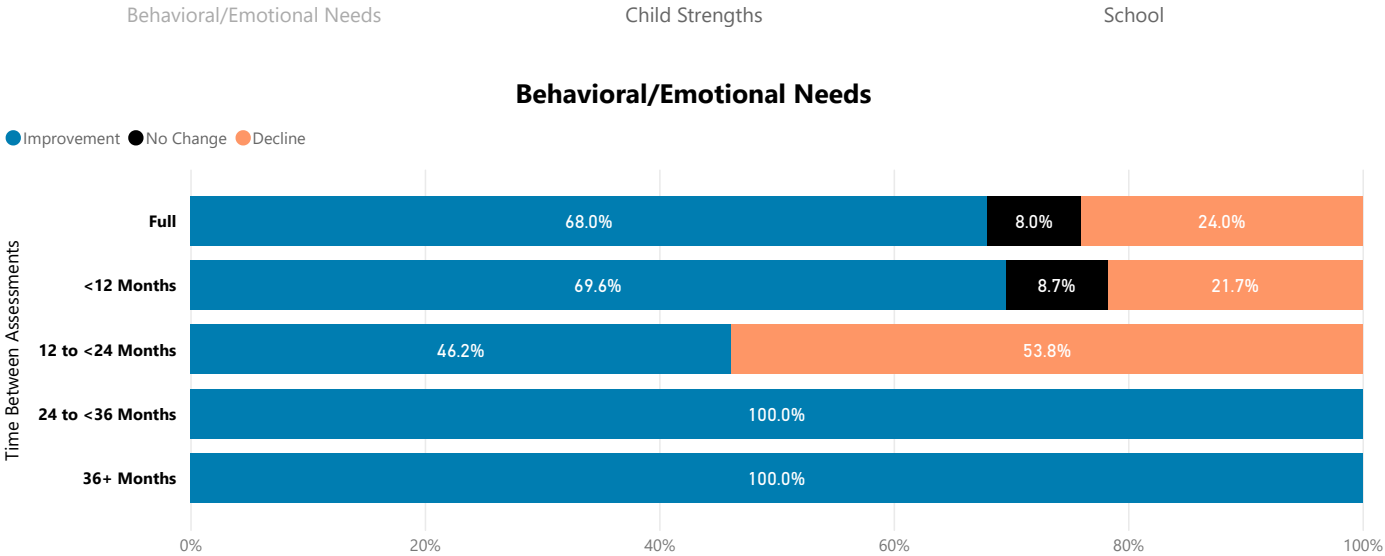 Behavioral/Emotional Needs Child Strengths School
Behavioral/Emotional Needs
Improvement No Change Decline
Time Between Assessments
Full 68.0% 8.0% 24.0%
<12 Months 69.6% 8.7% 21.7%
12 to <24 Months 46.2% 53.8%
24 to <36 Months 100.0%
36+ Months 100.0%
0% 20% 40% 60% 80% 100%